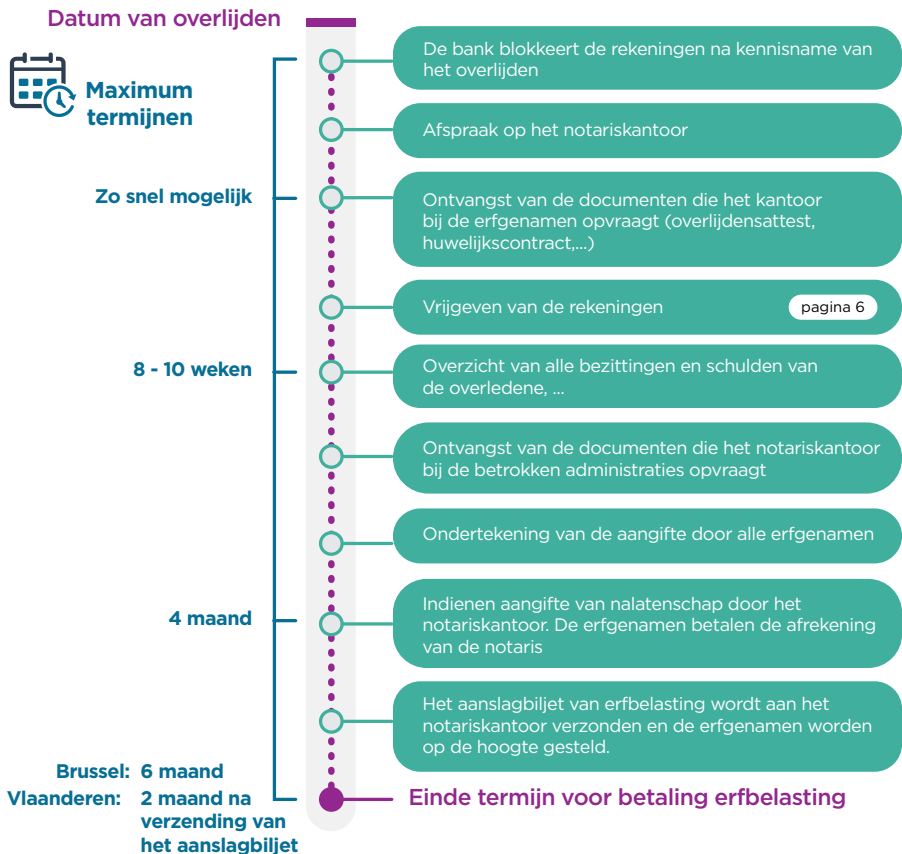 Datum van overlijden
De bank blokkeert de rekeningen na kennisname van
het overlijden
Maximum
termijnen
Afspraak op het notariskantoor
Zo snel mogelijk
Ontvangst van de documenten die het kantoor
bij de erfgenamen opvraagt (overlijdensattest,
huwelijkscontract,...)
Vrijgeven van de rekeningen
pagina 6
8 - 10 weken
Overzicht van alle bezittingen en schulden van
de overledene, ...
Ontvangst van de documenten die het notariskantoor
bij de betrokken administraties opvraagt
Ondertekening van de aangifte door alle erfgenamen
4 maand
Indienen aangifte van nalatenschap door het
notariskantoor. De erfgenamen betalen de afrekening
van de notaris
Het aanslagbiljet van erfbelasting wordt aan het
notariskantoor verzonden en de erfgenamen worden
op de hoogte gesteld.
Brussel: 6 maand
Vlaanderen: 2 maand na
verzending van
het aanslagbiljet
Einde termijn voor betaling erfbelasting